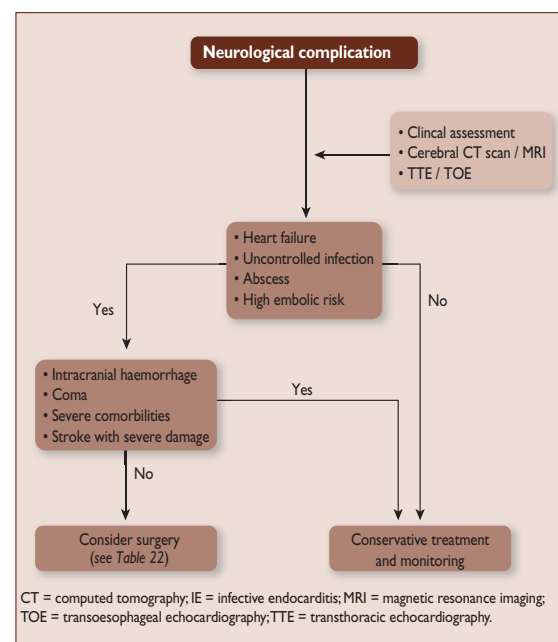 Neurological complication
• Clincal assessment
• Cerebral CT scan / MRI
• TTE / TOE
• Heart failure
• Uncontrolled infection
• Abscess
• High embolic risk
Yes
No
• Intracranial haemorrhage
• Coma
• Severe comorbilities
• Stroke with severe damage
Yes
No
Consider surgery
(see Table 22)
Conservative treatment
and monitoring
CT = computed tomography; IE = infective endocarditis; MRI = magnetic resonance imaging;
TOE = transoesophageal echocardiography; TTE = transthoracic echocardiography.